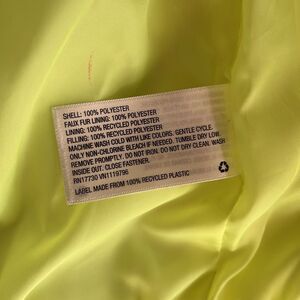 SHELL: 100% POLYESTER
FAUX FUR LINING: 100% POLYESTER
LINING: 100% RECYCLED POLYESTER
FILLING: 100% RECYCLED POLYESTER
MACHINE WASH COLD WITH LIKE COLORS. GENTLE CYCLE.
ONLY NON-CHLORINE BLEACH IF NEEDED. TUMBLE DRY LOW.
REMOVE PROMPTLY. DO NOT IRON. DO NOT DRY CLEAN. WASH
INSIDE OUT. CLOSE FASTENER.
RN17730 VN1119796
LABEL MADE FROM 100% RECYCLED PLASTIC